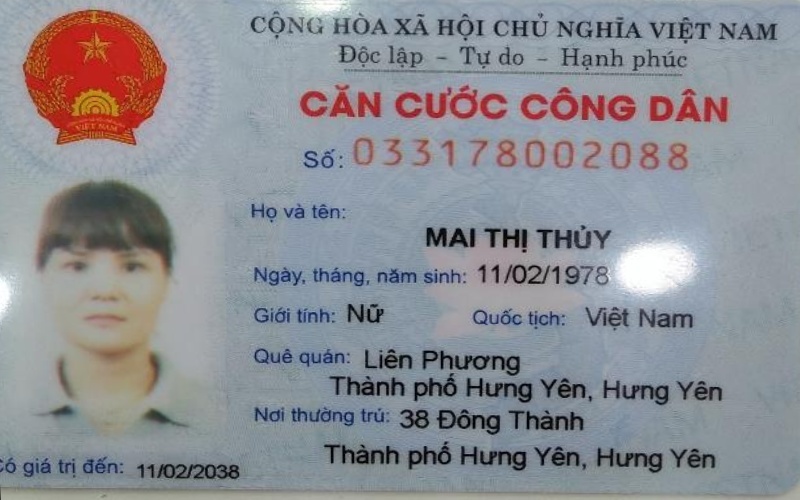 CỘNG HÒA XÃ HỘI CHỦ NGHĨA VIỆT NAM
Độc lập - Tự do - Hạnh phúc
CĂN CƯỚC CÔNG DÂN
Số: 033178002088
Họ và tên:
MAI THỊ THỦY
Ngày, tháng, năm sinh: 11/02/1978
Giới tính: Nữ Quốc tịch: Việt Nam
Quê quán: Liên Phương
Thành phố Hưng Yên, Hưng Yên
Nơi thường trú: 38 Đông Thành
Thành phố Hưng Yên, Hưng Yên
Có giá trị đến: 11/02/2038
VIỆT NAM